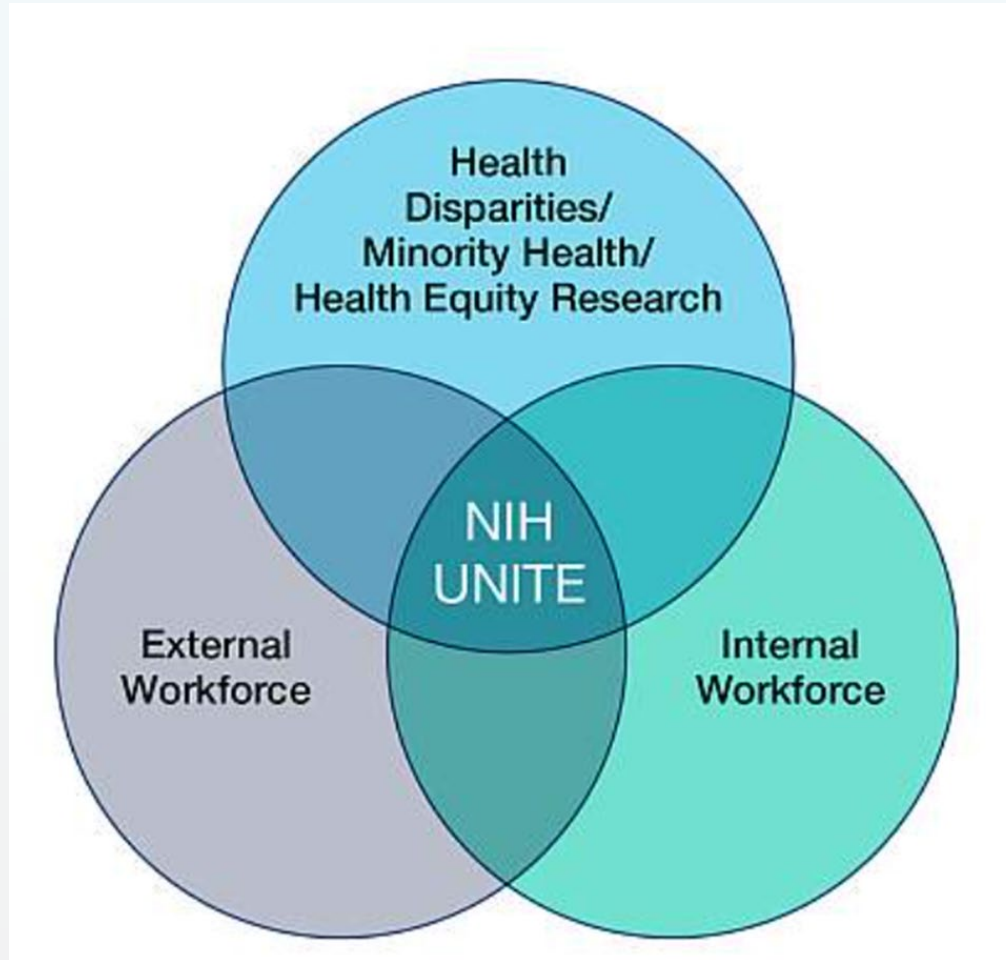 Health
Disparities/
Minority Health/
Health Equity Research
NIH
UNITE
External
Workforce
Internal
Workforce